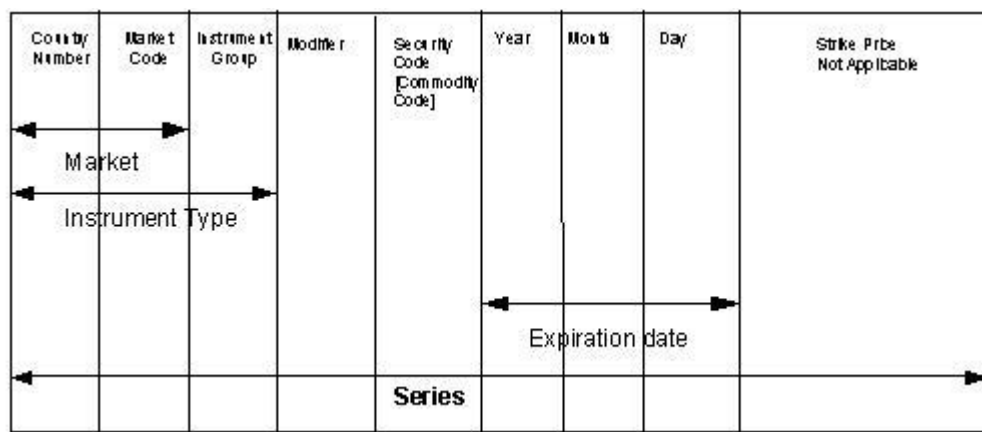 Country
Number
Market
Code
Instrument
Group
Modifier
Security
Code
[Commodity
Code]
Year
Month
Day
Strike Price
Not Applicable
Market
Instrument Type
Expiration date
Series